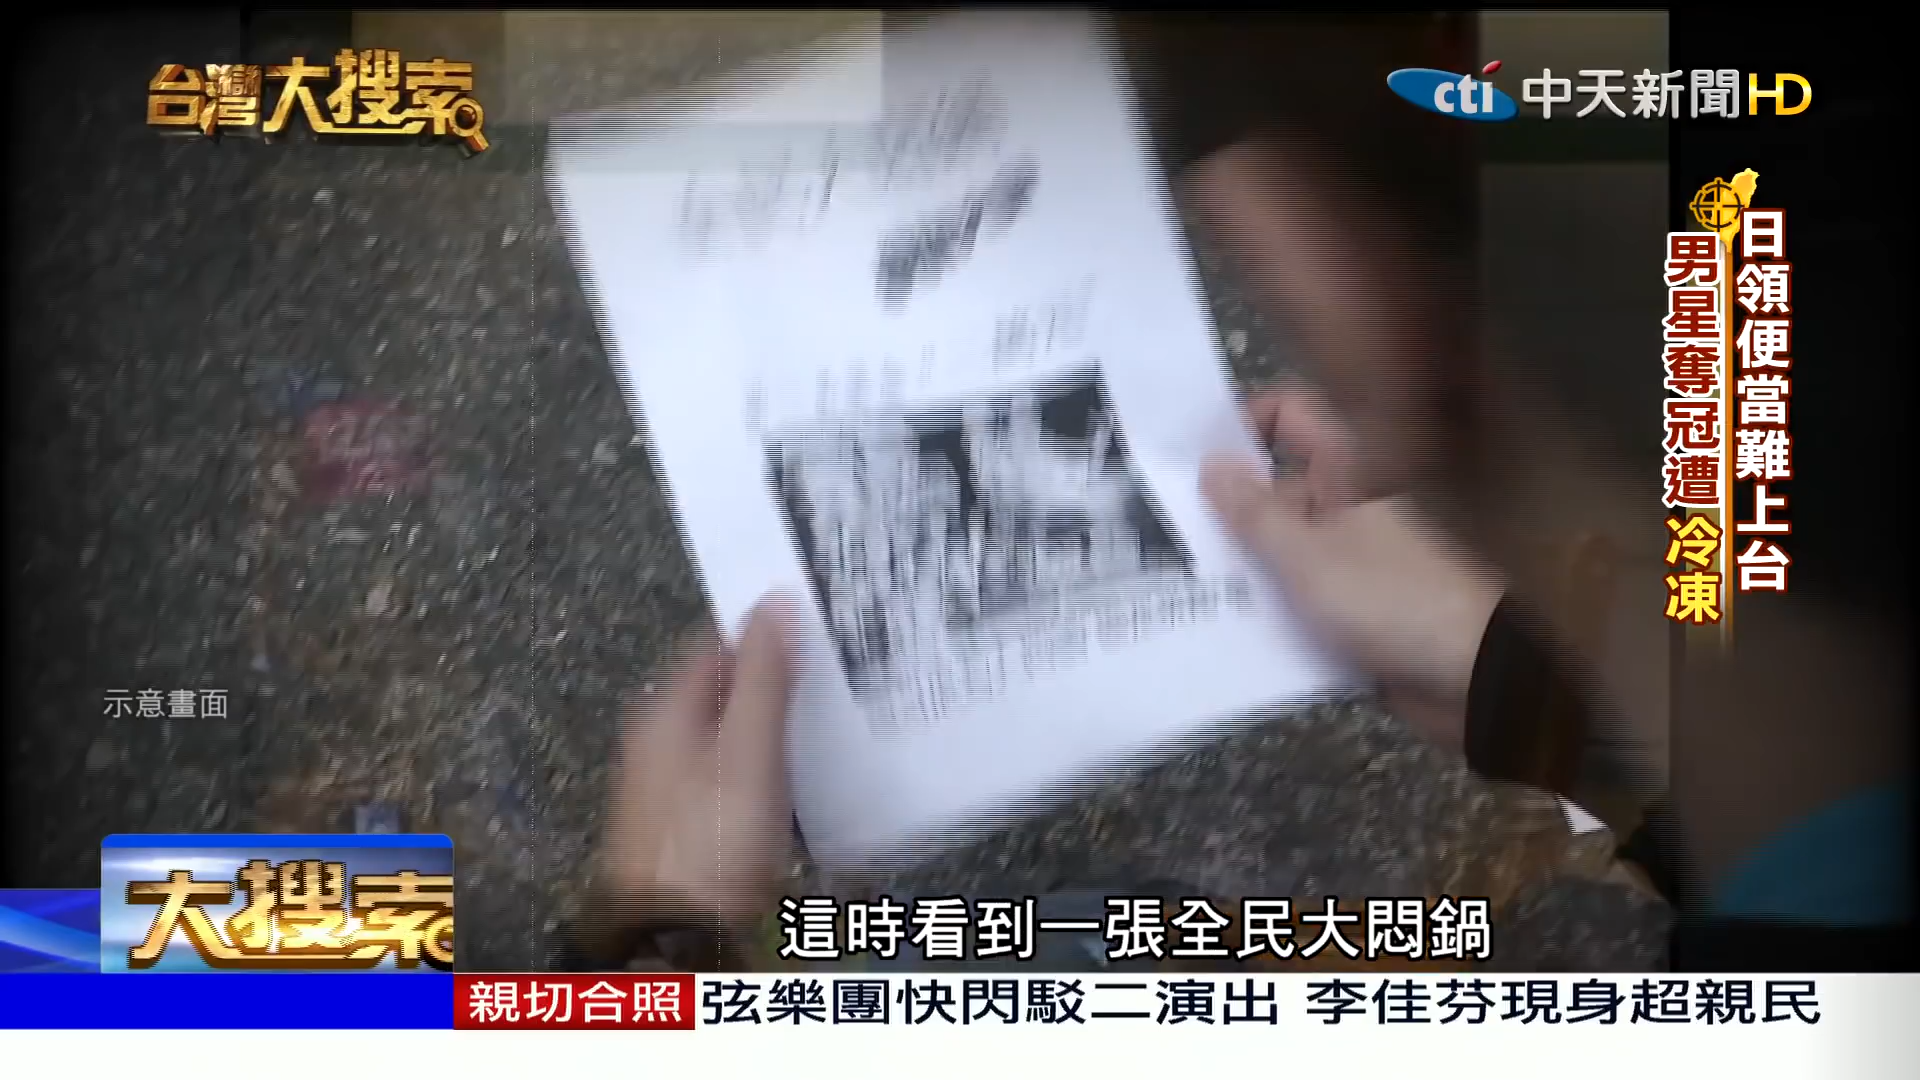 台灣大搜索
cti 中天新聞HD
日領便當難上台
男星奪冠遭冷凍
示意畫面
大搜索
這時看到一張全民大悶鍋
親切合照 弦樂團快閃駁二演出 李佳芬現身超親民